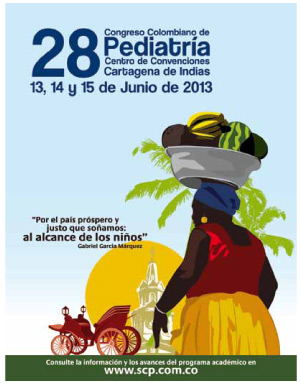 28
Congreso Colombiano de
Pediatría
Centro de Convenciones
Cartagena de Indias
13, 14 y 15 de Junio de 2013
"Por el país próspero y
justo que soñamos:
al alcance de los niños"
Gabriel García Márquez
Consulte la información y los avances del programa académico en
www.scp.com.co